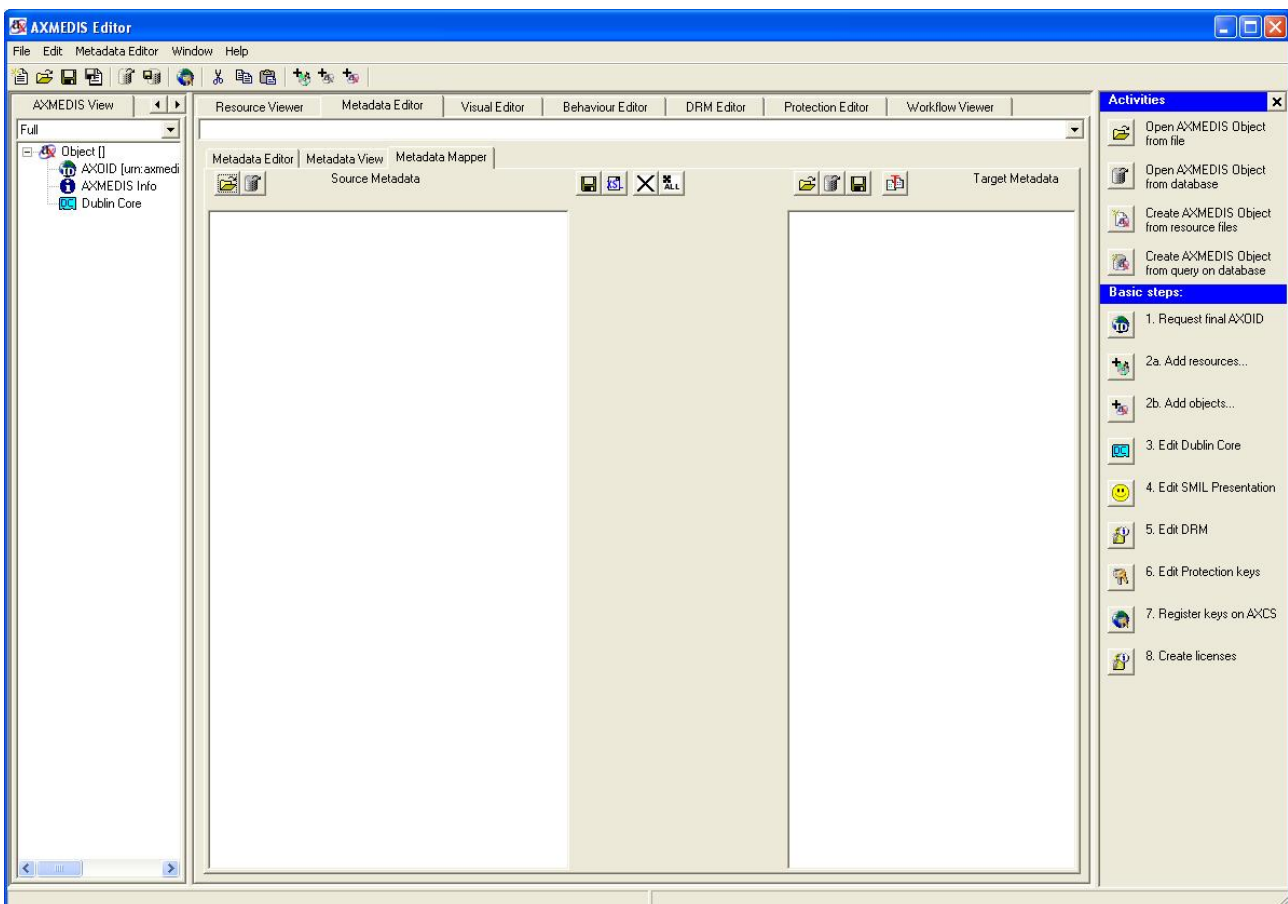 AXMEDIS Editor
File Edit Metadata Editor Window Help
AXMEDIS View
Full
Object []
AXOID [urn:axmedi
AXMEDIS Info
Dublin Core
Resource Viewer Metadata Editor Visual Editor Behaviour Editor DRM Editor Protection Editor Workflow Viewer
Metadata Editor Metadata View Metadata Mapper
Source Metadata
ALL
Target Metadata
Activities
Open AXMEDIS Object
from file
Open AXMEDIS Object
from database
Create AXMEDIS Object
from resource files
Create AXMEDIS Object
from query on database
Basic steps:
1. Request final AXOID
2a. Add resources...
2b. Add objects...
3. Edit Dublin Core
4. Edit SMIL Presentation
5. Edit DRM
6. Edit Protection keys
7. Register keys on AXCS
8. Create licenses